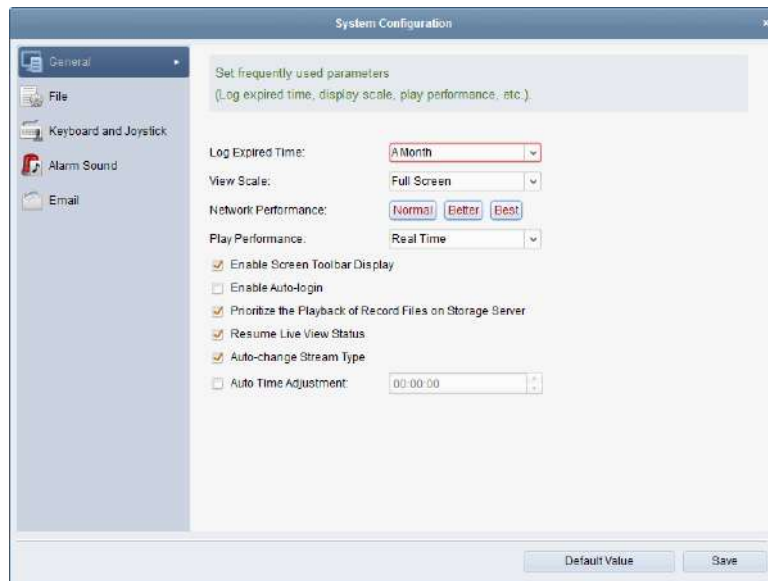 System Configuration
General
File
Keyboard and Joystick
Alarm Sound
Email
Set frequently used parameters
(Log expired time, display scale, play performance, etc.).
Log Expired Time: A Month
View Scale: Full Screen
Network Performance: Normal Better Best
Play Performance: Real Time
Enable Screen Toolbar Display
Enable Auto-login
Prioritize the Playback of Record Files on Storage Server
Resume Live View Status
Auto-change Stream Type
Auto Time Adjustment: 00:00:00
Default Value Save